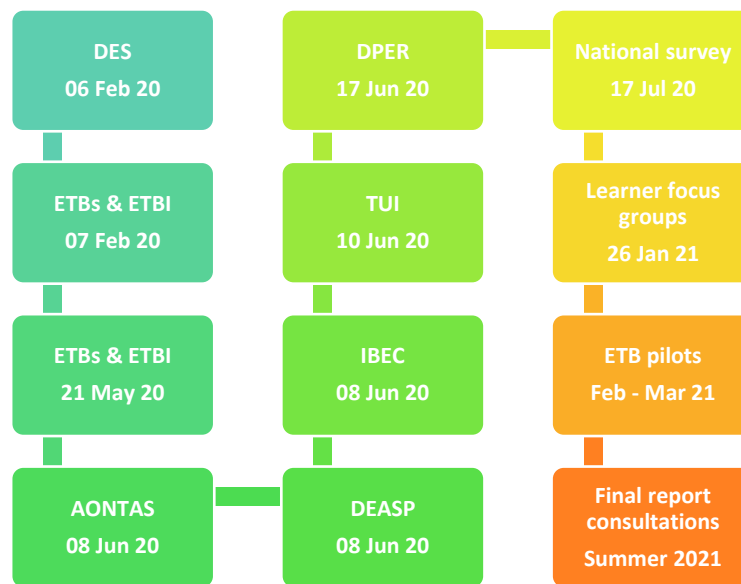 DES
06 Feb 20
ETBs & ETBI
07 Feb 20
ETBs & ETBI
21 May 20
AONTAS
08 Jun 20
DEASP
08 Jun 20
IBEC
08 Jun 20
TUI
10 Jun 20
DPER
17 Jun 20
National survey
17 Jul 20
Learner focus
groups
26 Jan 21
ETB pilots
Feb - Mar 21
Final report
consultations
Summer 2021